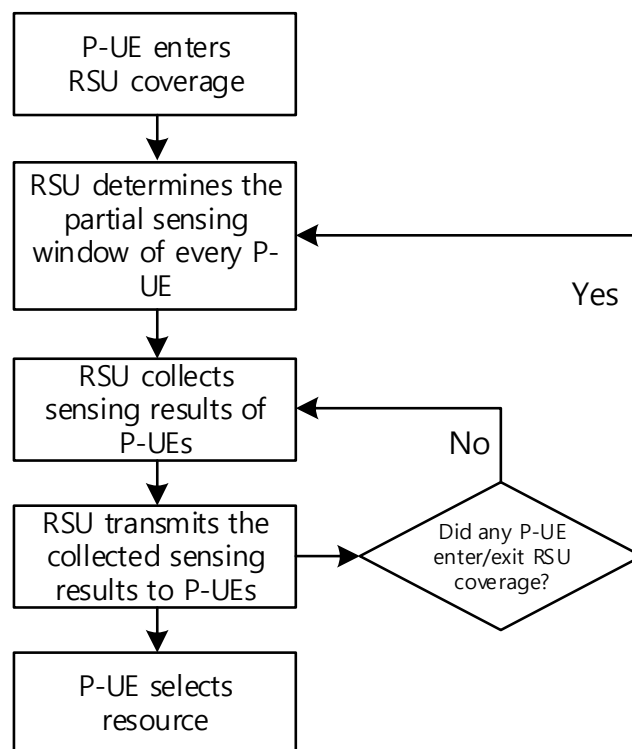 P-UE enters
RSU coverage
RSU determines the
partial sensing
window of every P-
UE
Yes
RSU collects
sensing results of
P-UEs
No
RSU transmits the
collected sensing
results to P-UEs
Did any P-UE
enter/exit RSU
coverage?
P-UE selects
resource